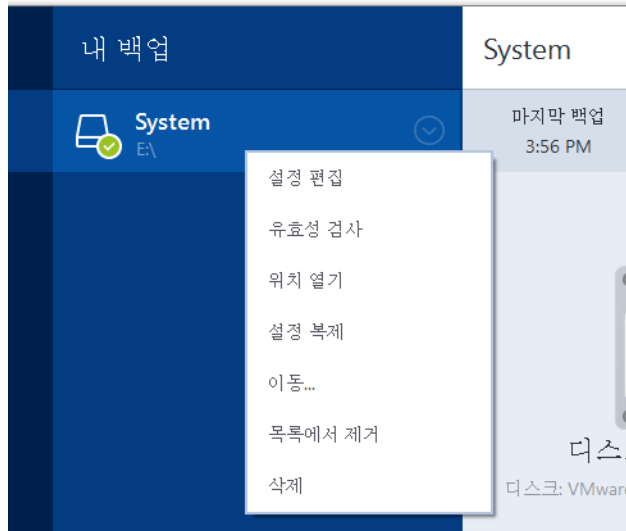 내 백업
System
System
E:\
마지막 백업
3:56 PM
설정 편집
유효성 검사
위치 열기
설정 복제
이동...
목록에서 제거
삭제
디스
디스크: VMwar